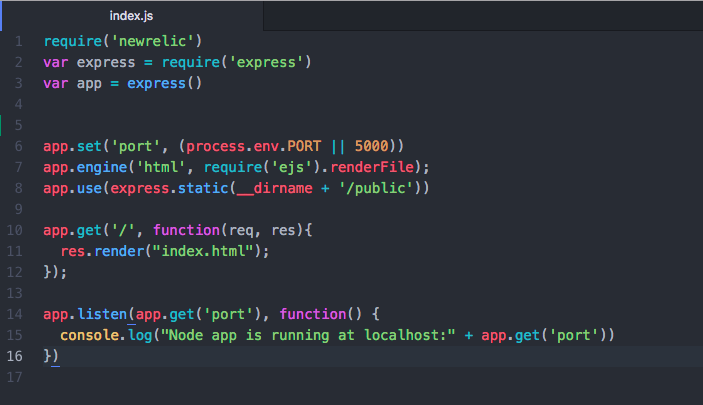 index.js
1 require('newrelic')
2 var express = require('express')
3 var app = express()
4
5
6 app.set('port', (process.env.PORT || 5000))
7 app.engine('html', require('ejs').renderFile);
8 app.use(express.static(__dirname + '/public'))
9
10 app.get('/', function(req, res){
11   res.render("index.html");
12 });
13
14 app.listen(app.get('port'), function() {
15   console.log("Node app is running at localhost:" + app.get('port'))
16 })
17